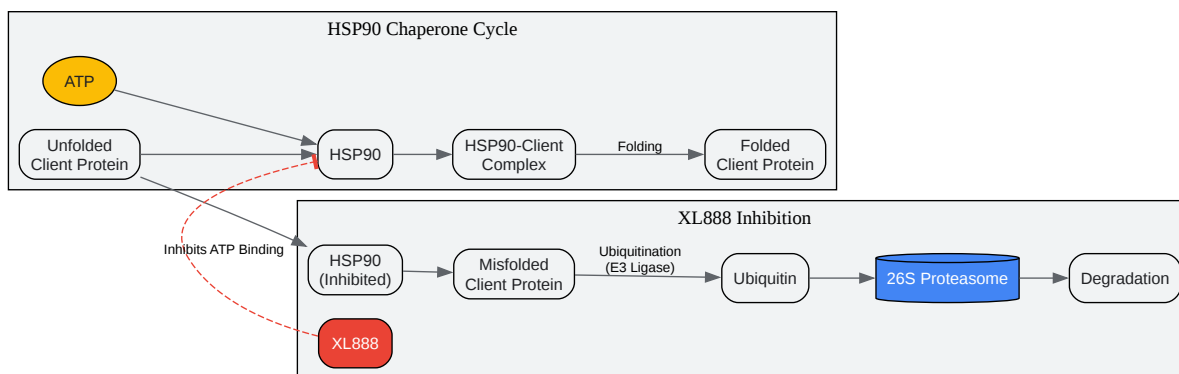 HSP90 Chaperone Cycle
ATP
Unfolded
Client Protein
HSP90
HSP90-Client
Complex
Folding
Folded
Client Protein
XL888 Inhibition
Inhibits ATP Binding
HSP90
(Inhibited)
Misfolded
Client Protein
Ubiquitination
(E3 Ligase)
Ubiquitin
26S Proteasome
Degradation
XL888